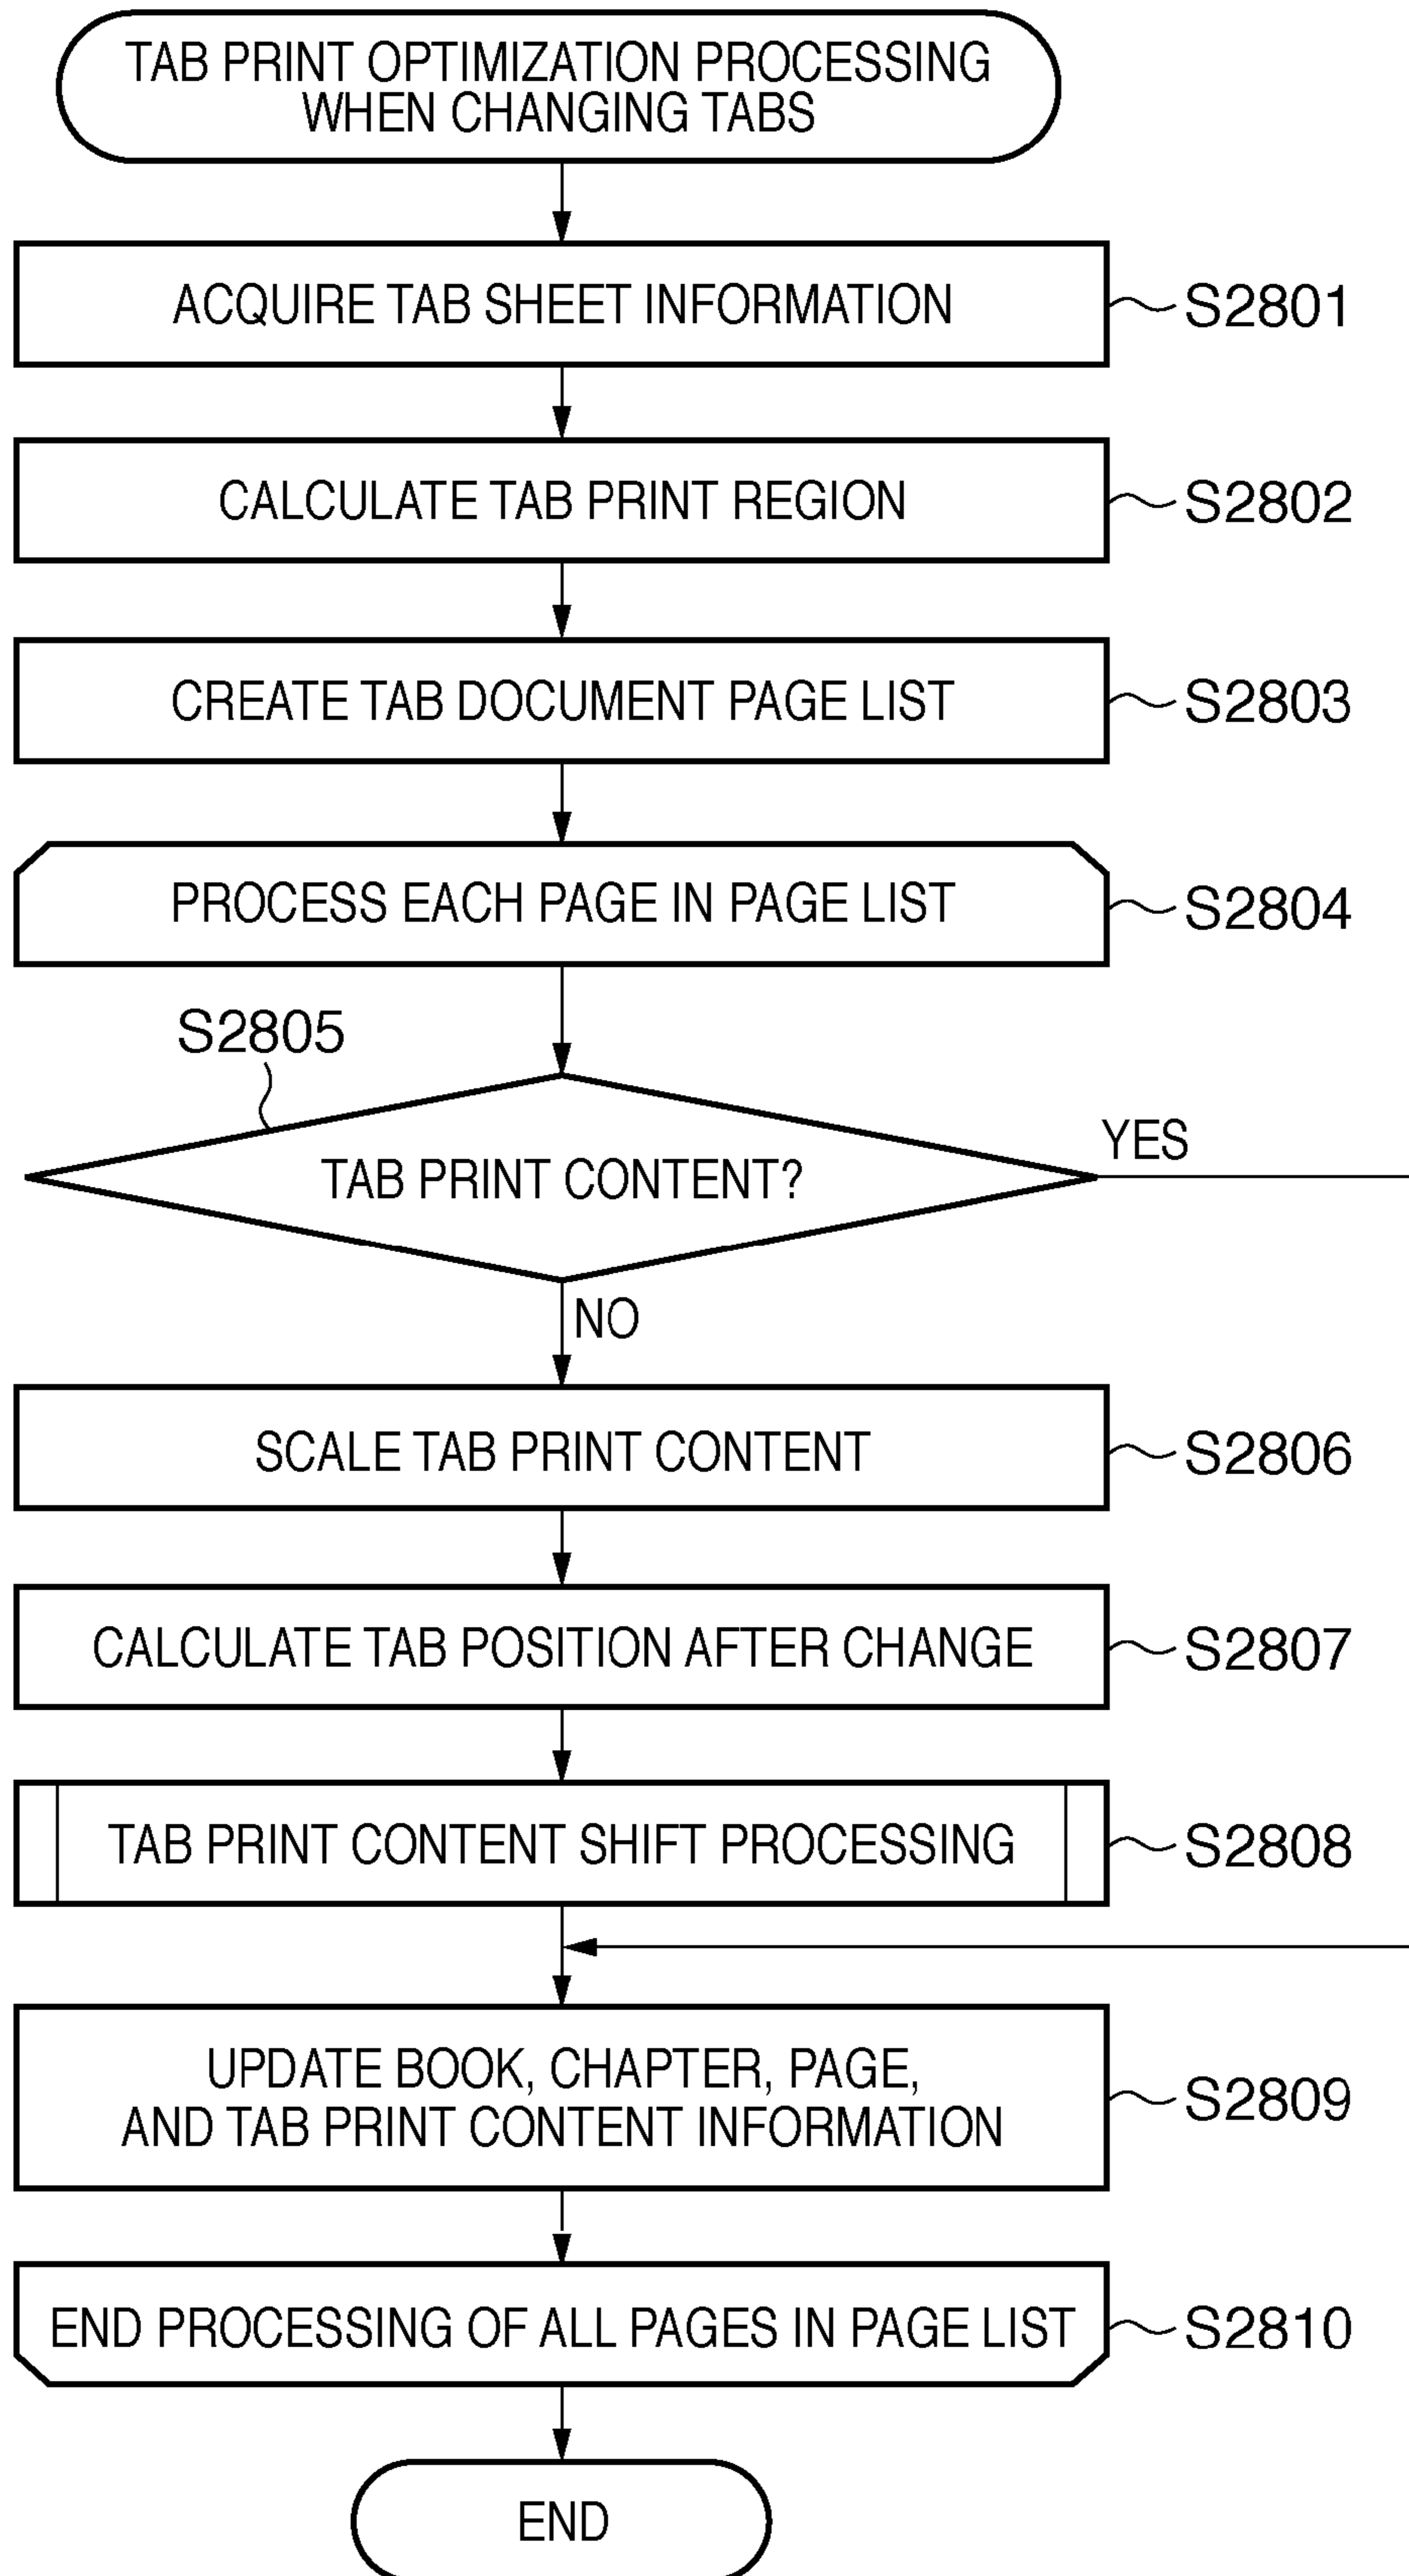 TAB PRINT OPTIMIZATION PROCESSING
WHEN CHANGING TABS
ACQUIRE TAB SHEET INFORMATION
S2801
CALCULATE TAB PRINT REGION
S2802
CREATE TAB DOCUMENT PAGE LIST
S2803
PROCESS EACH PAGE IN PAGE LIST
S2804
S2805
TAB PRINT CONTENT?
YES
NO
SCALE TAB PRINT CONTENT
S2806
CALCULATE TAB POSITION AFTER CHANGE
S2807
TAB PRINT CONTENT SHIFT PROCESSING
S2808
UPDATE BOOK, CHAPTER, PAGE,
AND TAB PRINT CONTENT INFORMATION
S2809
END PROCESSING OF ALL PAGES IN PAGE LIST
S2810
END